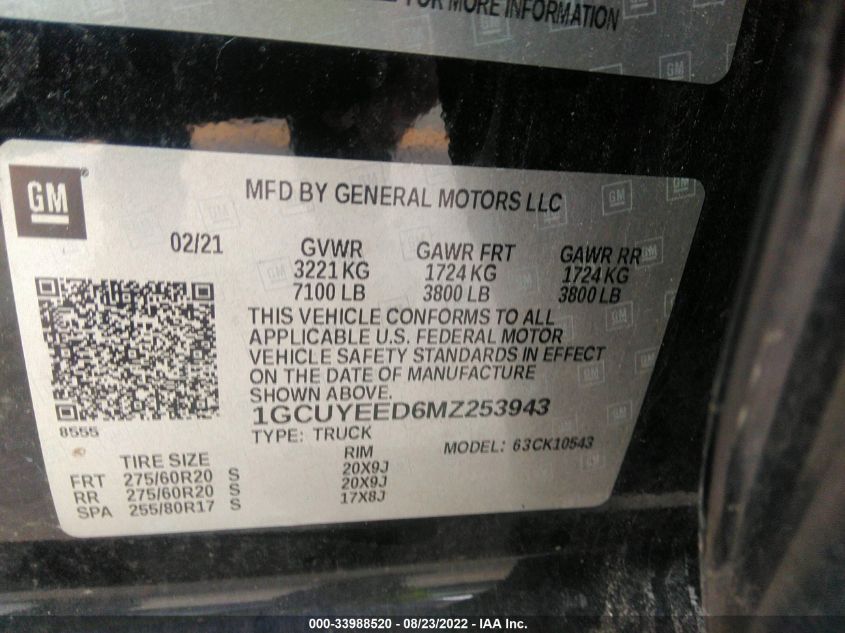 FOR MORE INFORMATION
GM
GM
MFD BY GENERAL MOTORS LLC
02/21 GVWR GAWR FRT GAWR RR
3221 KG 1724 KG 1724 KG
7100 LB 3800 LB 3800 LB
THIS VEHICLE CONFORMS TO ALL
APPLICABLE U.S. FEDERAL MOTOR
VEHICLE SAFETY STANDARDS IN EFFECT
ON THE DATE OF MANUFACTURE
SHOWN ABOVE.
1GCUYEED6MZ253943
8555
TYPE: TRUCK MODEL: 63CK10543
TIRE SIZE RIM
FRT 275/60R20 S 20X9J
RR 275/60R20 S 20X9J
SPA 255/80R17 S 17X8J
000-33988520 - 08/23/2022 - IAA Inc.